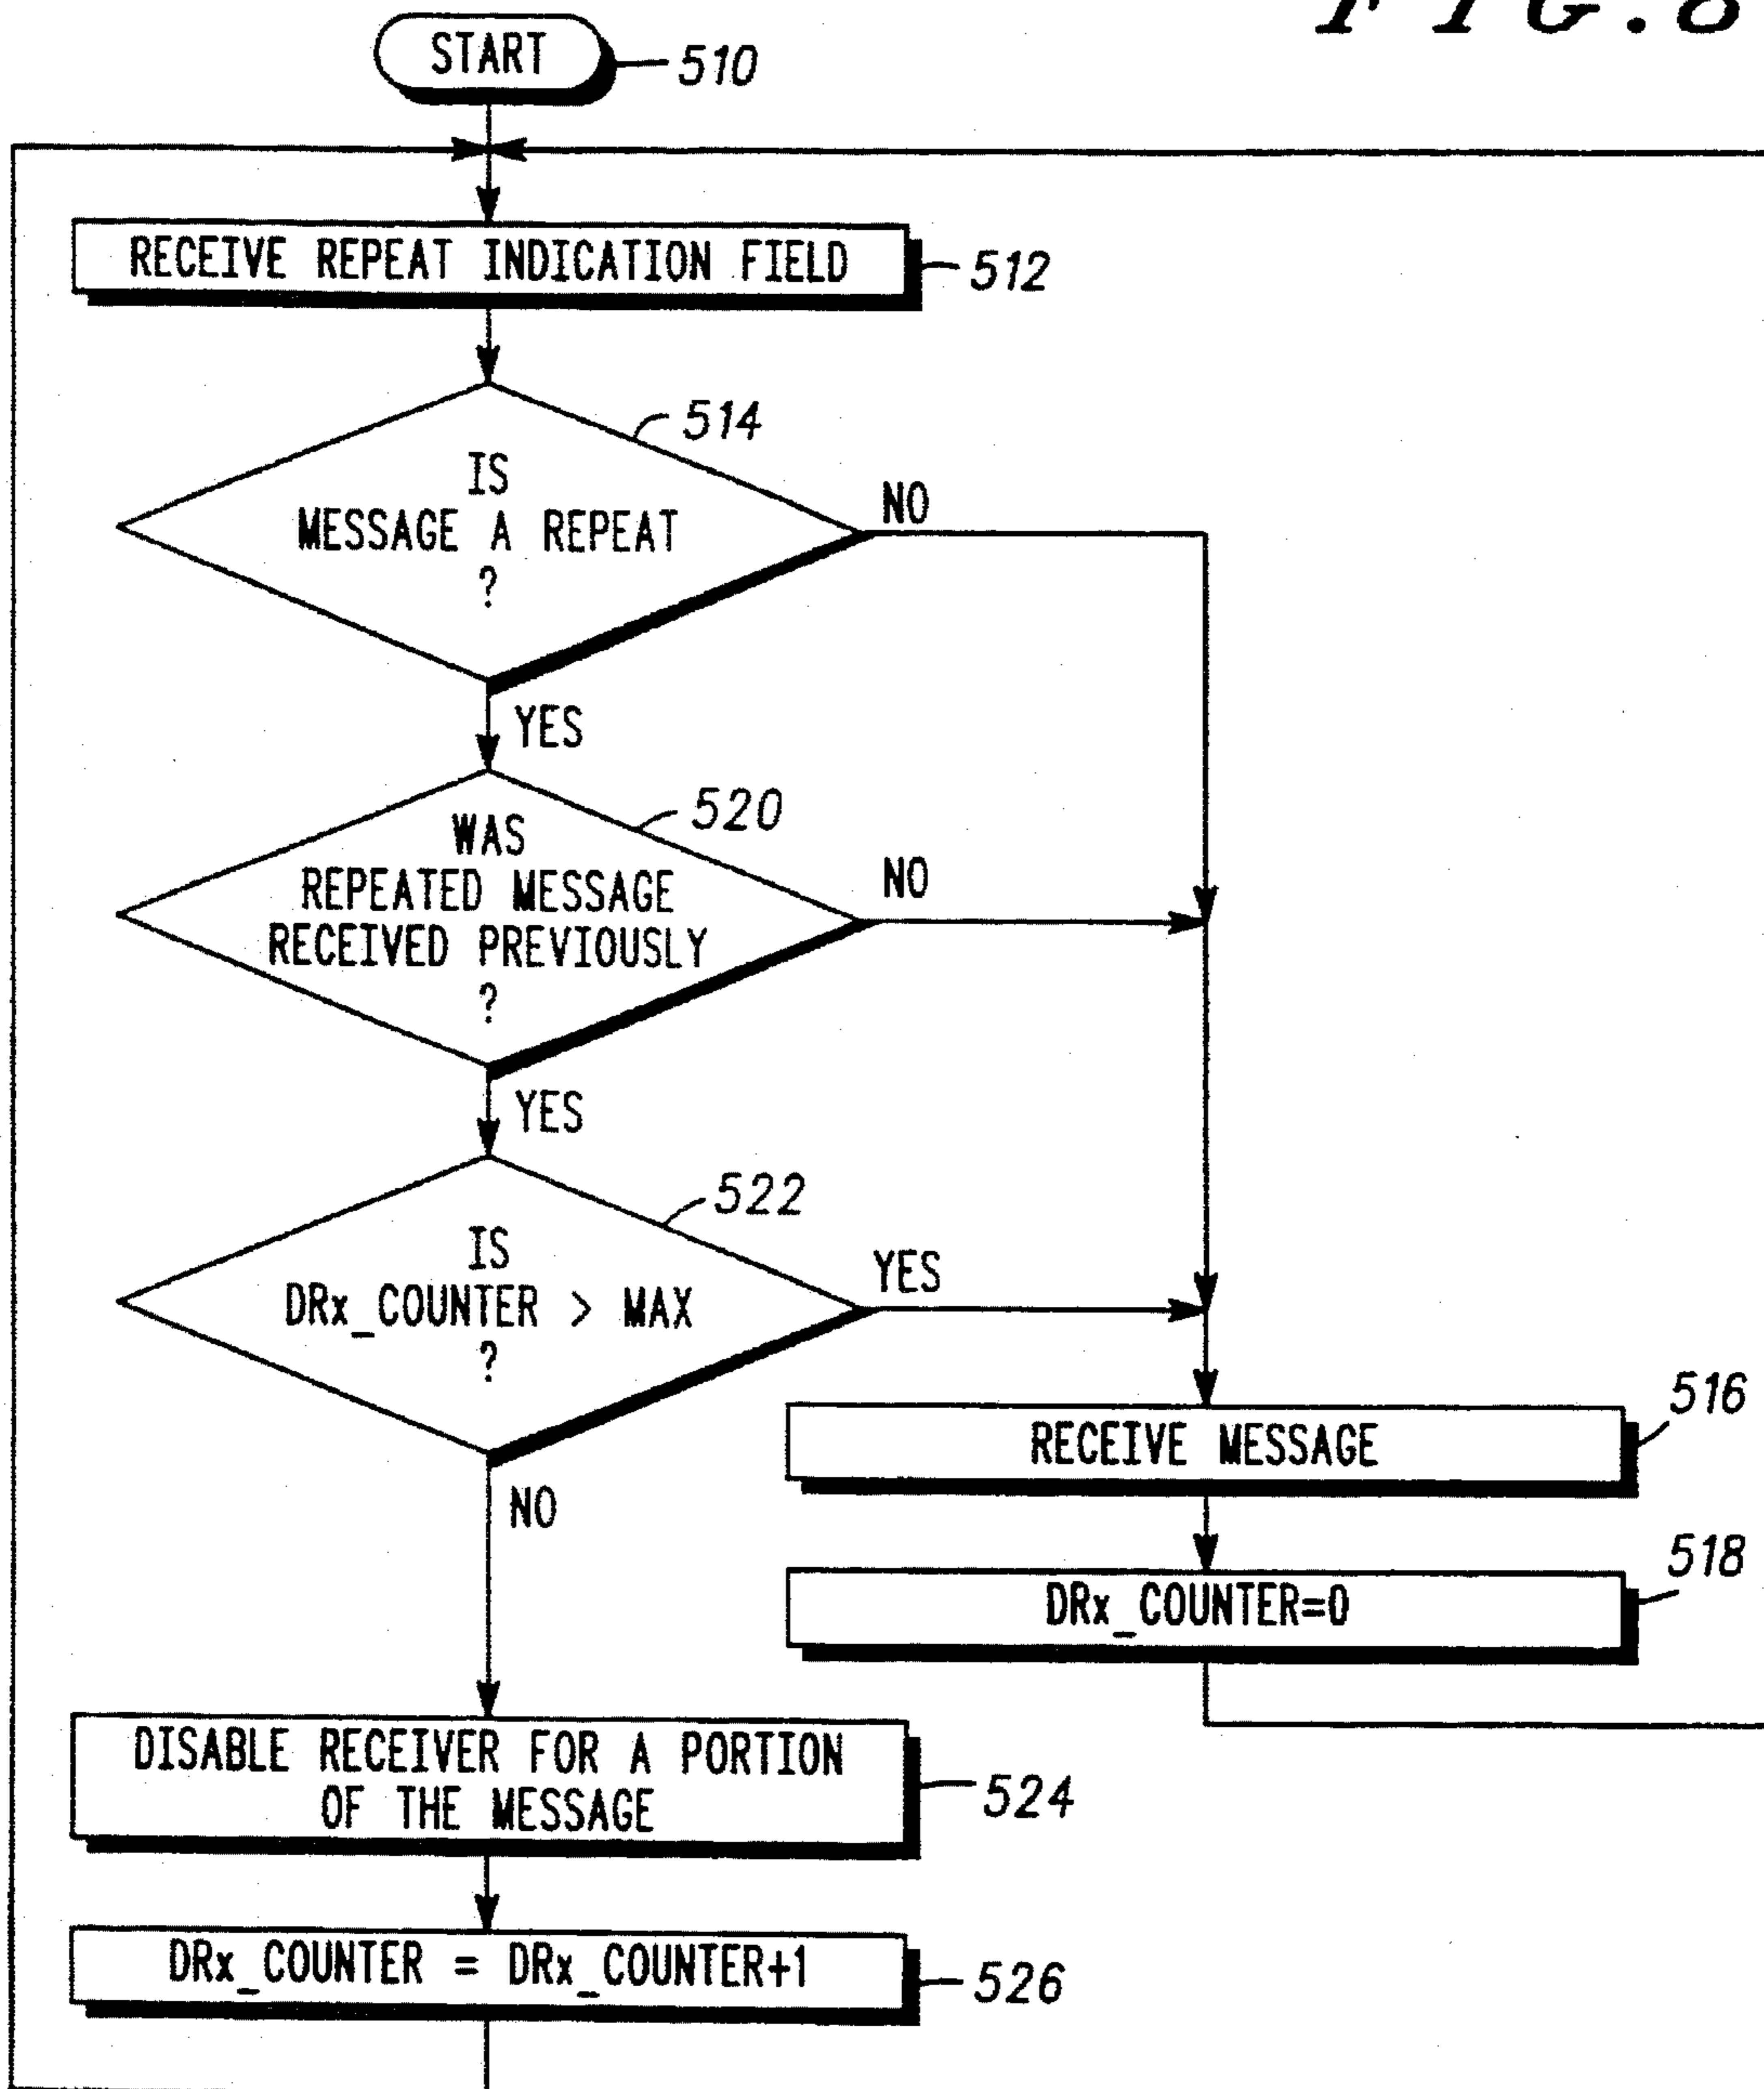 FIG.8
START
510
RECEIVE REPEAT INDICATION FIELD
512
514
IS
MESSAGE A REPEAT
?
NO
YES
520
WAS
REPEATED MESSAGE
RECEIVED PREVIOUSLY
?
NO
YES
522
IS
DRx_COUNTER > MAX
?
YES
NO
516
RECEIVE MESSAGE
518
DRx_COUNTER=0
DISABLE RECEIVER FOR A PORTION
OF THE MESSAGE
524
DRx_COUNTER = DRx_COUNTER+1
526